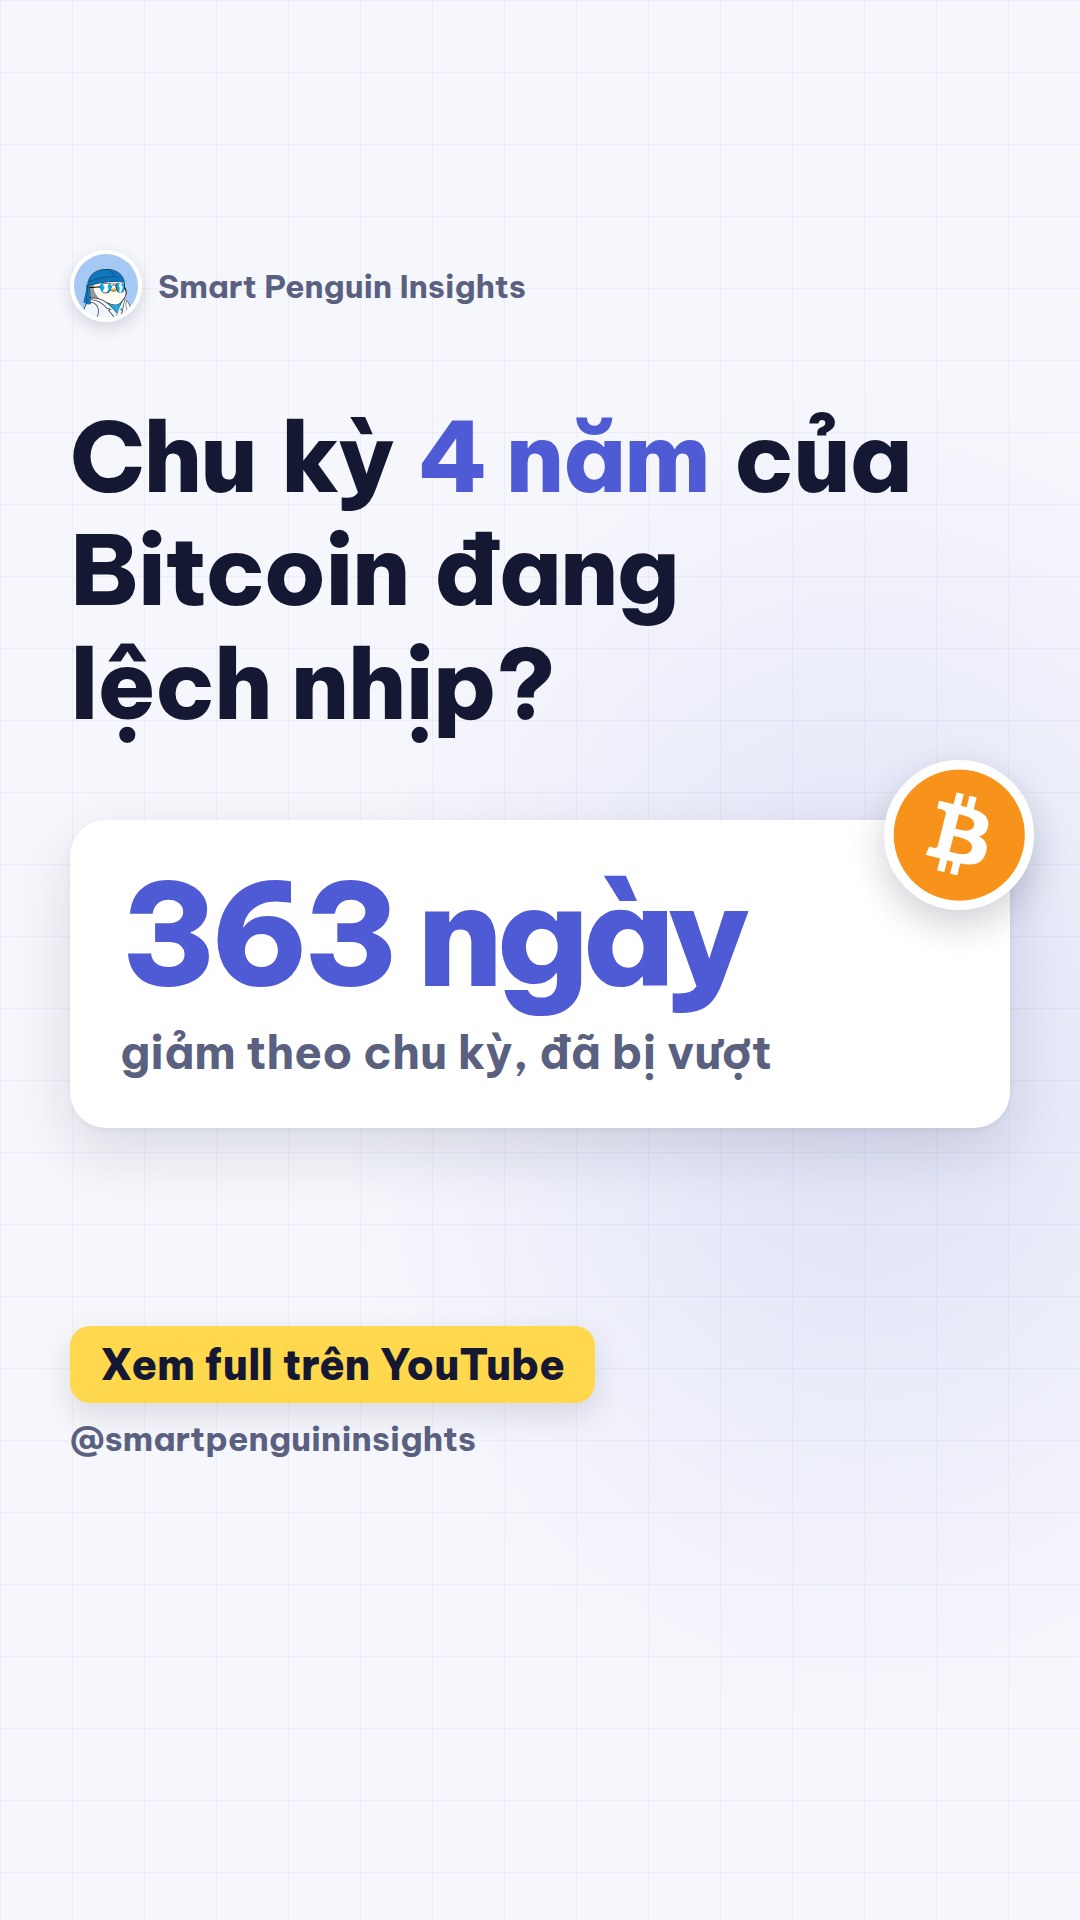 Smart Penguin Insights
Chu kỳ 4 năm của
Bitcoin đang
lệch nhịp?
363 ngày
giảm theo chu kỳ, đã bị vượt
Xem full trên YouTube
@smartpenguininsights